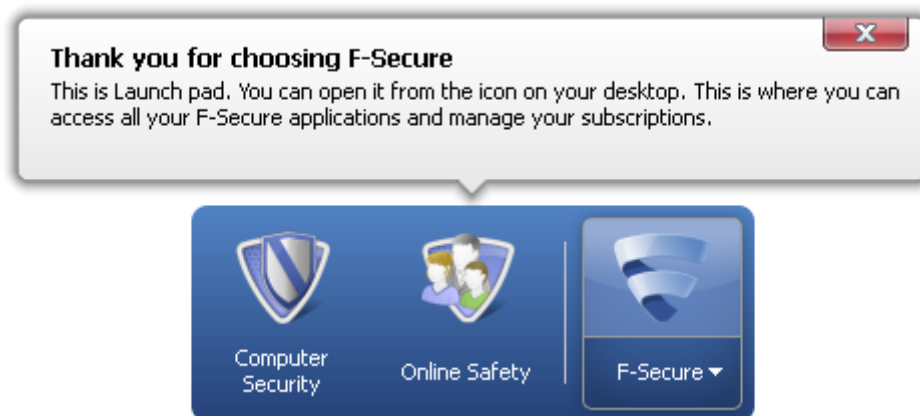 Thank you for choosing F-Secure
This is Launch pad. You can open it from the icon on your desktop. This is where you can
access all your F-Secure applications and manage your subscriptions.
Computer
Security
Online Safety
F-Secure